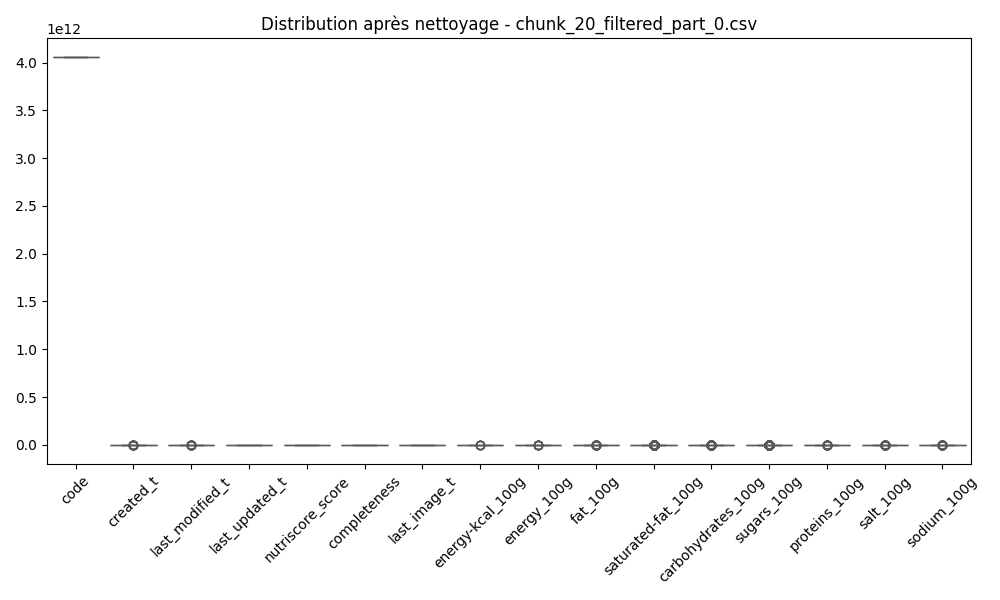 Distribution après nettoyage - chunk_20_filtered_part_0.csv
1e12
4.0
3.5
3.0
2.5
2.0
1.5
1.0
0.5
0.0
code
created_t
last_modified_t
last_updated_t
nutriscore_score
completeness
last_image_t
energy-kcal_100g
energy_100g
fat_100g
saturated-fat_100g
carbohydrates_100g
sugars_100g
proteins_100g
salt_100g
sodium_100g